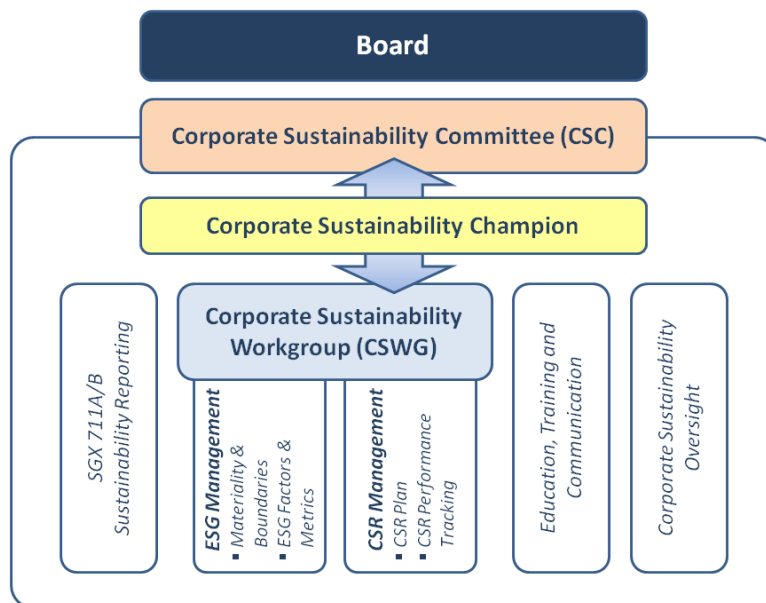 Board
Corporate Sustainability Committee (CSC)
Corporate Sustainability Champion
Corporate Sustainability
Workgroup (CSWG)
SGX 711A/B
Sustainability Reporting
ESG Management
▪ Materiality &
Boundaries
▪ ESG Factors &
Metrics
CSR Management
▪ CSR Plan
▪ CSR Performance
Tracking
Education, Training and
Communication
Corporate Sustainability
Oversight